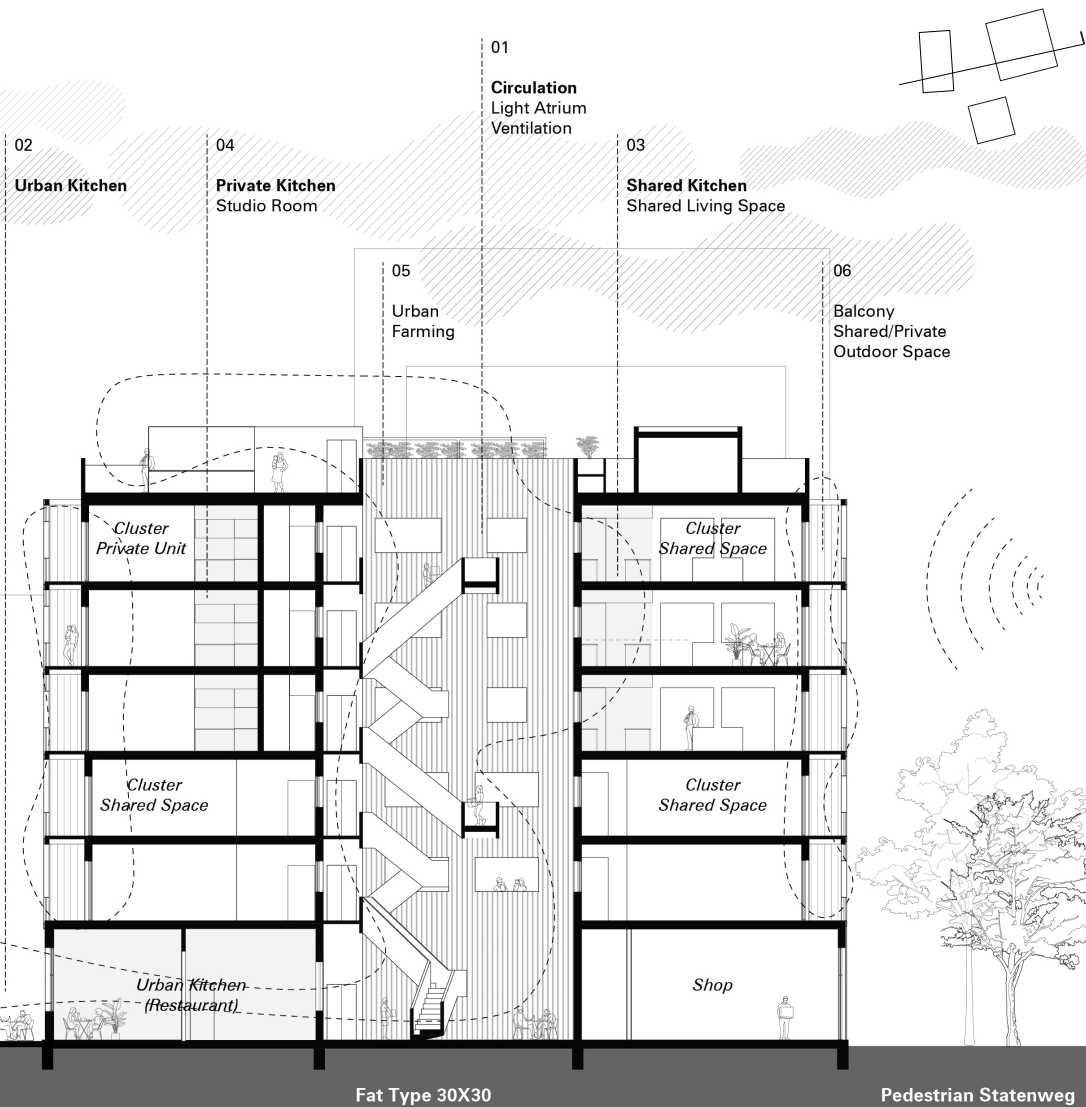 01
Circulation
Light Atrium
Ventilation
02
Urban Kitchen
04
Private Kitchen
Studio Room
03
Shared Kitchen
Shared Living Space
05
Urban
Farming
06
Balcony
Shared/Private
Outdoor Space
Cluster
Private Unit
Cluster
Shared Space
Cluster
Shared Space
Cluster
Shared Space
Urban Kitchen
(Restaurant)
Shop
Fat Type 30X30
Pedestrian Statenweg